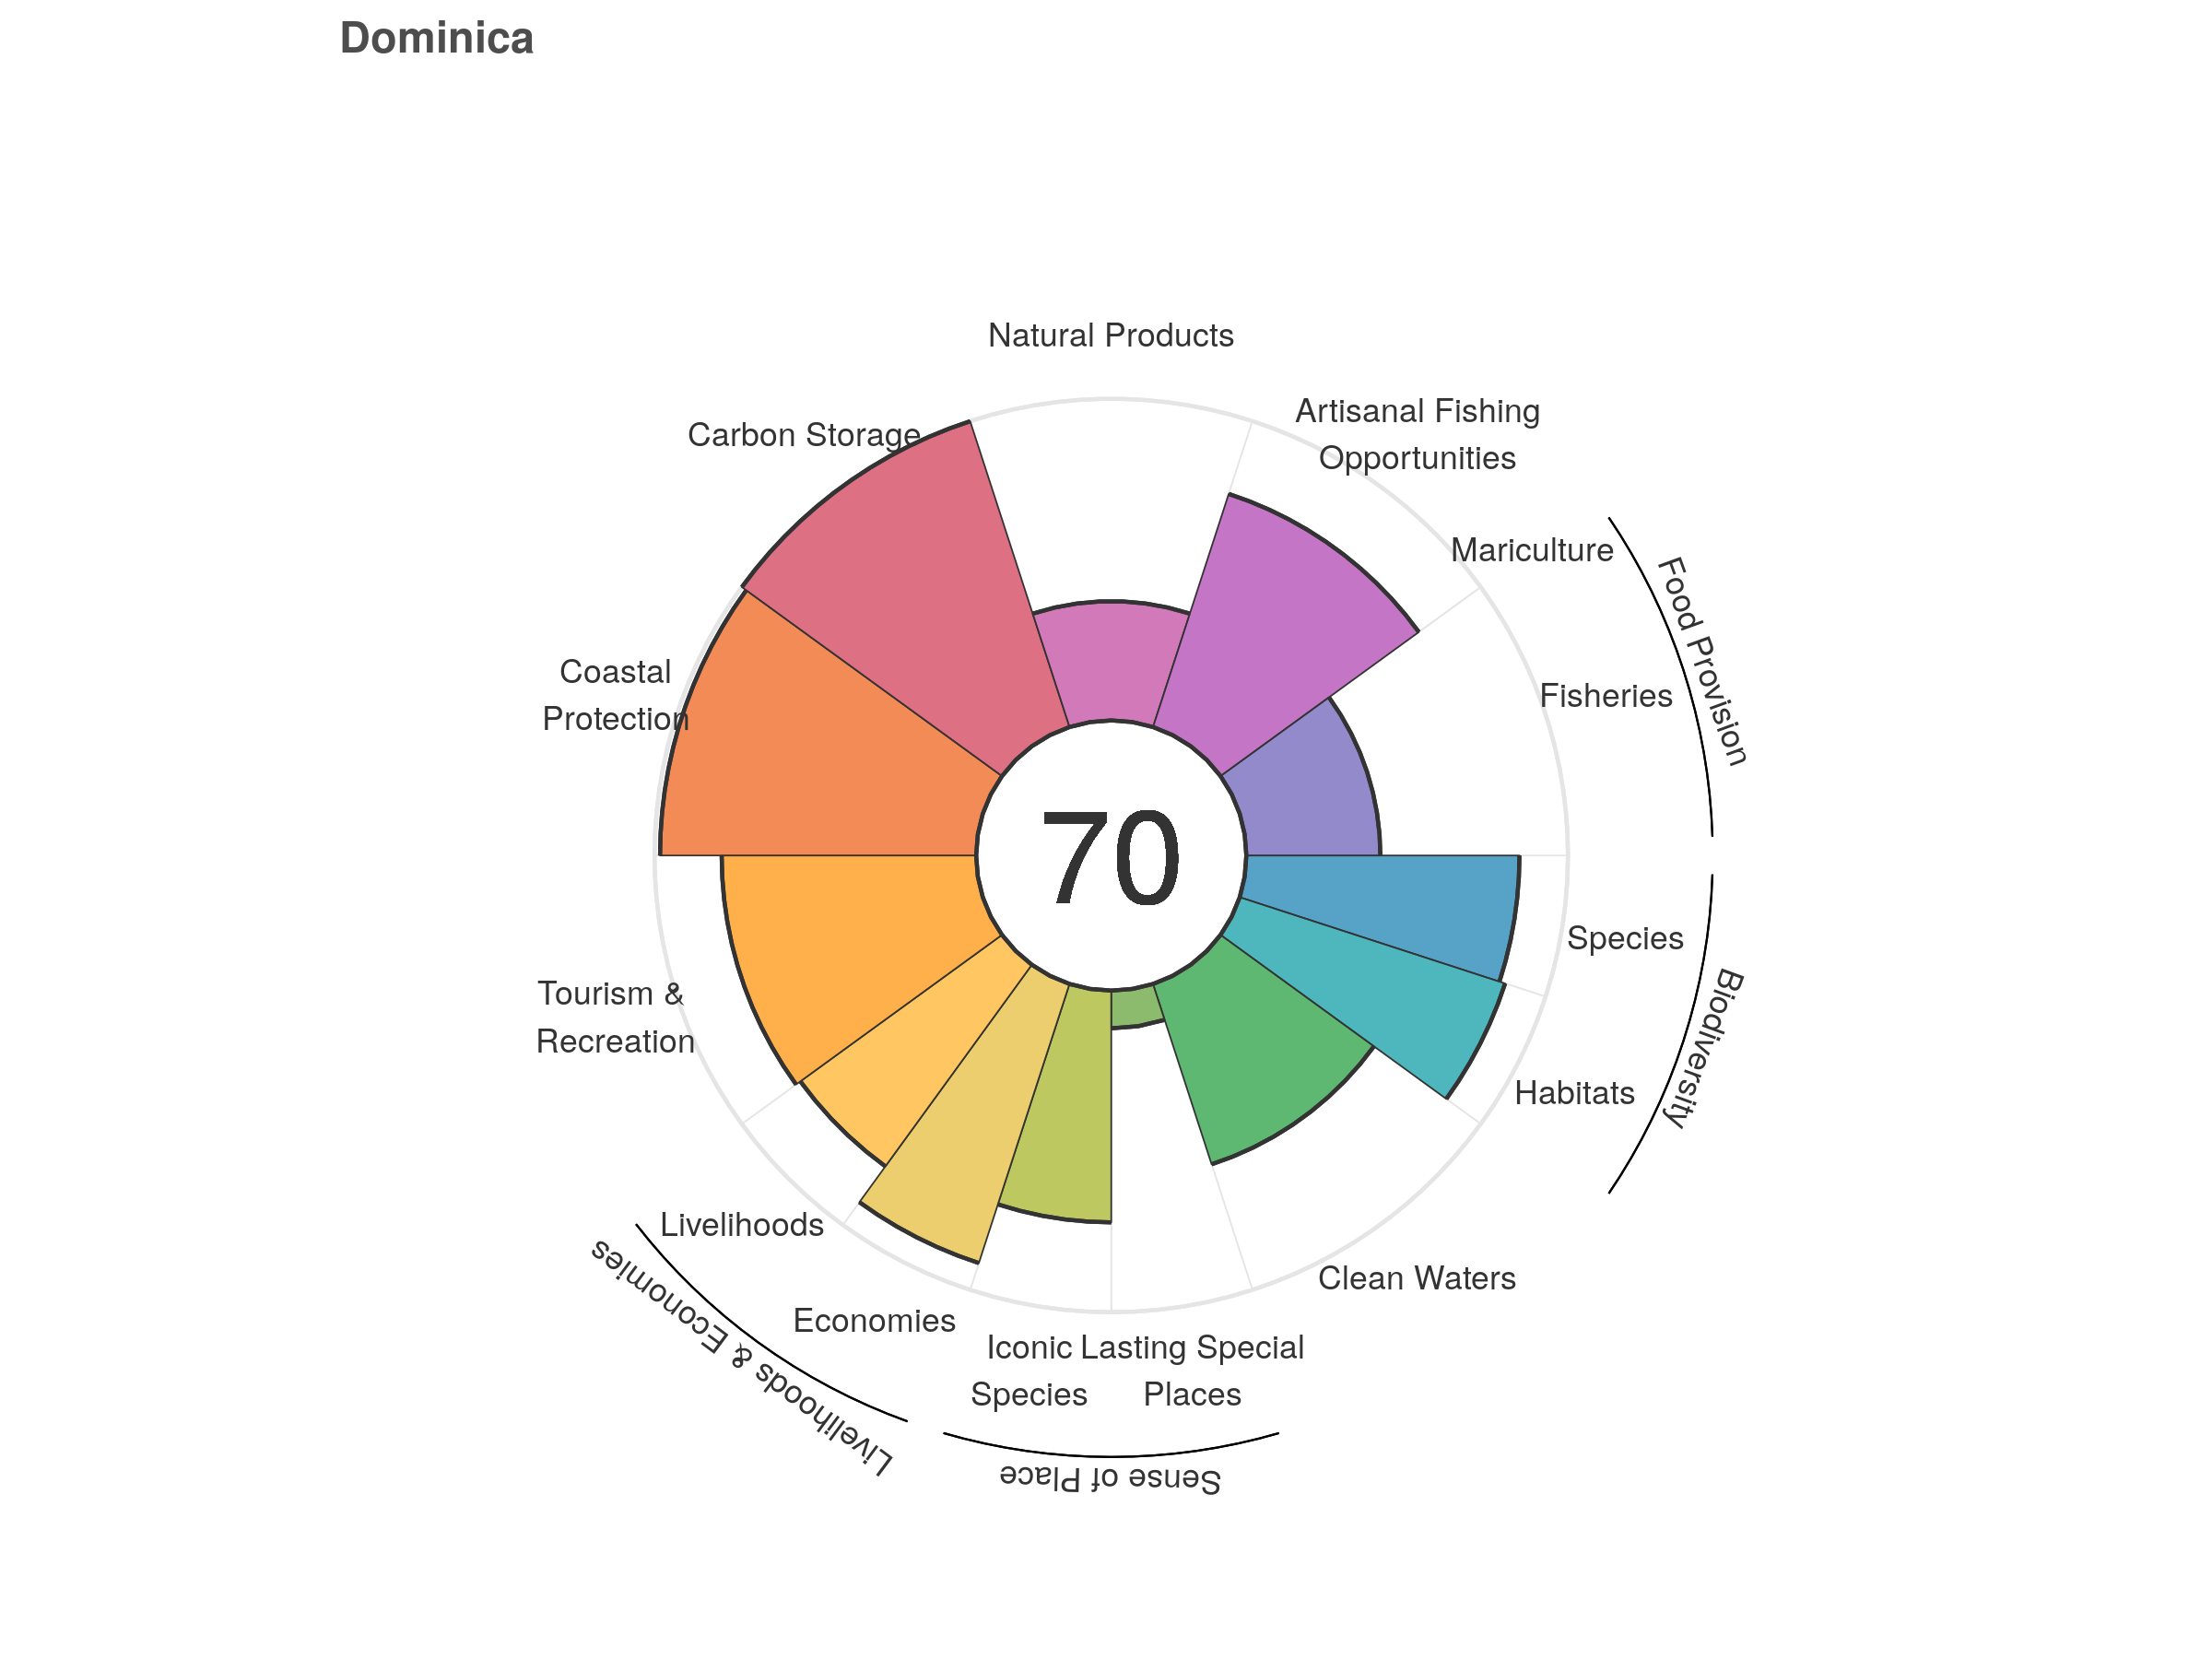 Dominica
Natural Products
Artisanal Fishing
Opportunities
Carbon Storage
Mariculture
Food Provision
Fisheries
Coastal
Protection
70
Species
Biodiversity
Habitats
Tourism &
Recreation
Livelihoods
Livelihoods & Economies
Clean Waters
Economies
Iconic
Species
Lasting Special
Places
Sense of Place